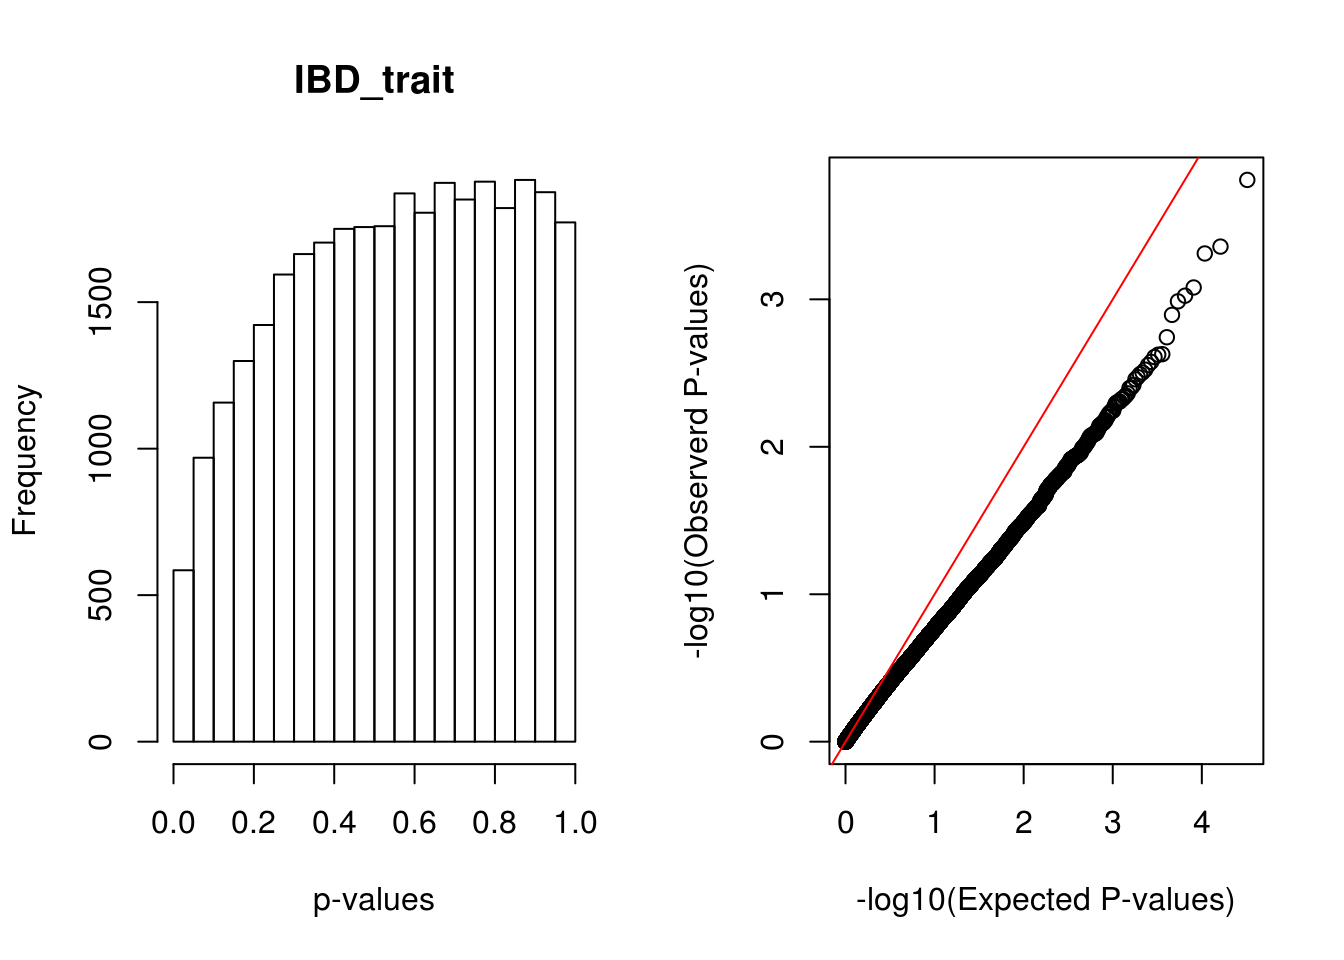 IBD_trait
Frequency
0
500
1000
1500
0.0 0.2 0.4 0.6 0.8 1.0
p-values
-log10(Observerd P-values)
0
1
2
3
0 1 2 3 4
-log10(Expected P-values)